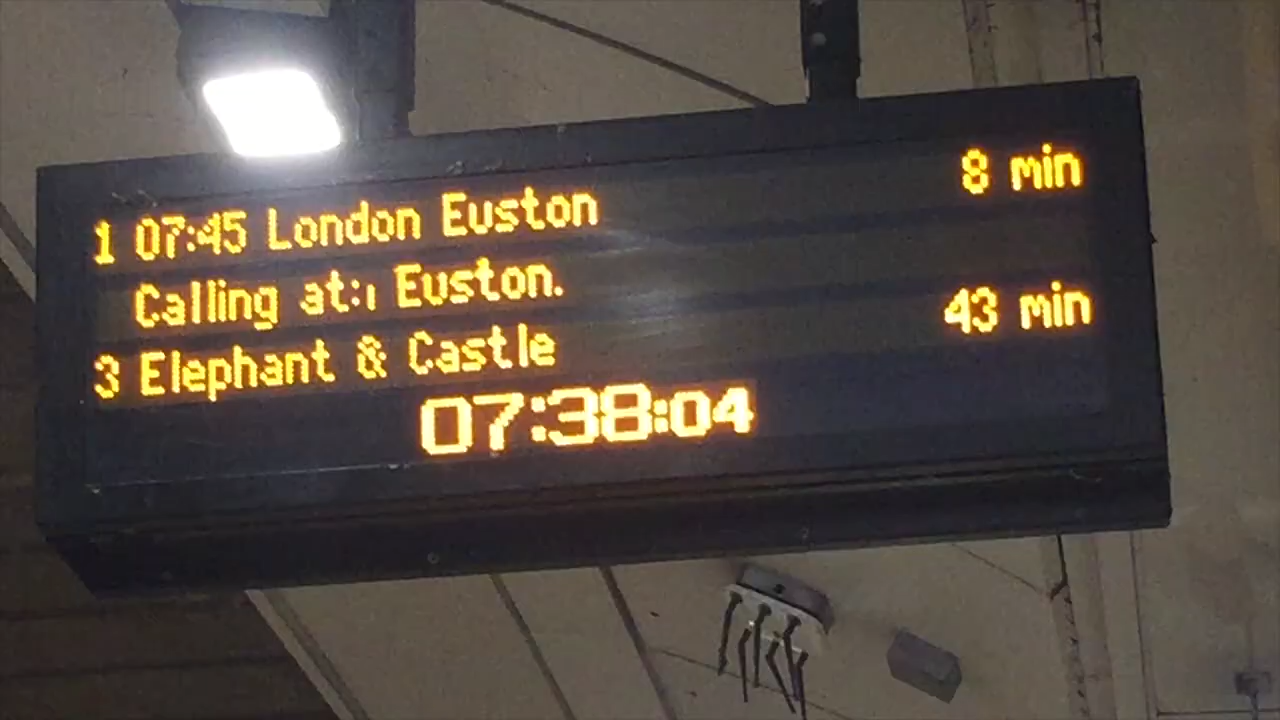 1 07:45 London Euston 8 min
Calling at: Euston.
3 Elephant & Castle 43 min
07:38:04